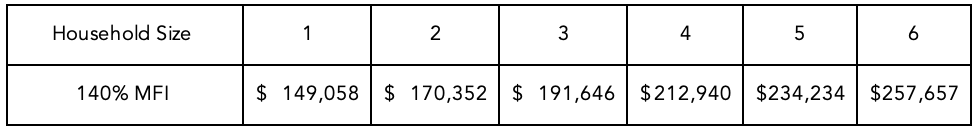 Household Size 1 2 3 4 5 6
140% MFI $ 149,058 $ 170,352 $ 191,646 $212,940 $234,234 $257,657